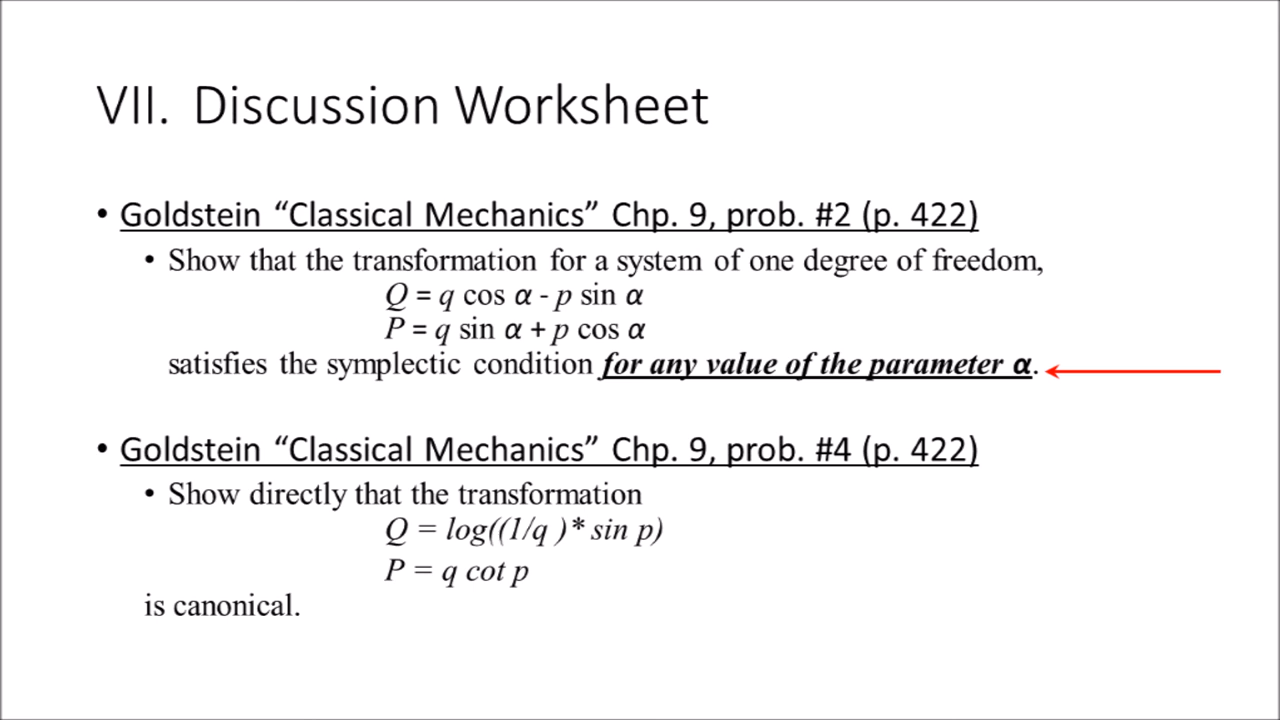 VII. Discussion Worksheet
• Goldstein “Classical Mechanics” Chp. 9, prob. #2 (p. 422)
• Show that the transformation for a system of one degree of freedom,
Q = q cos α - p sin α
P = q sin α + p cos α
satisfies the symplectic condition for any value of the parameter α.
• Goldstein “Classical Mechanics” Chp. 9, prob. #4 (p. 422)
• Show directly that the transformation
Q = log((1/q )* sin p)
P = q cot p
is canonical.